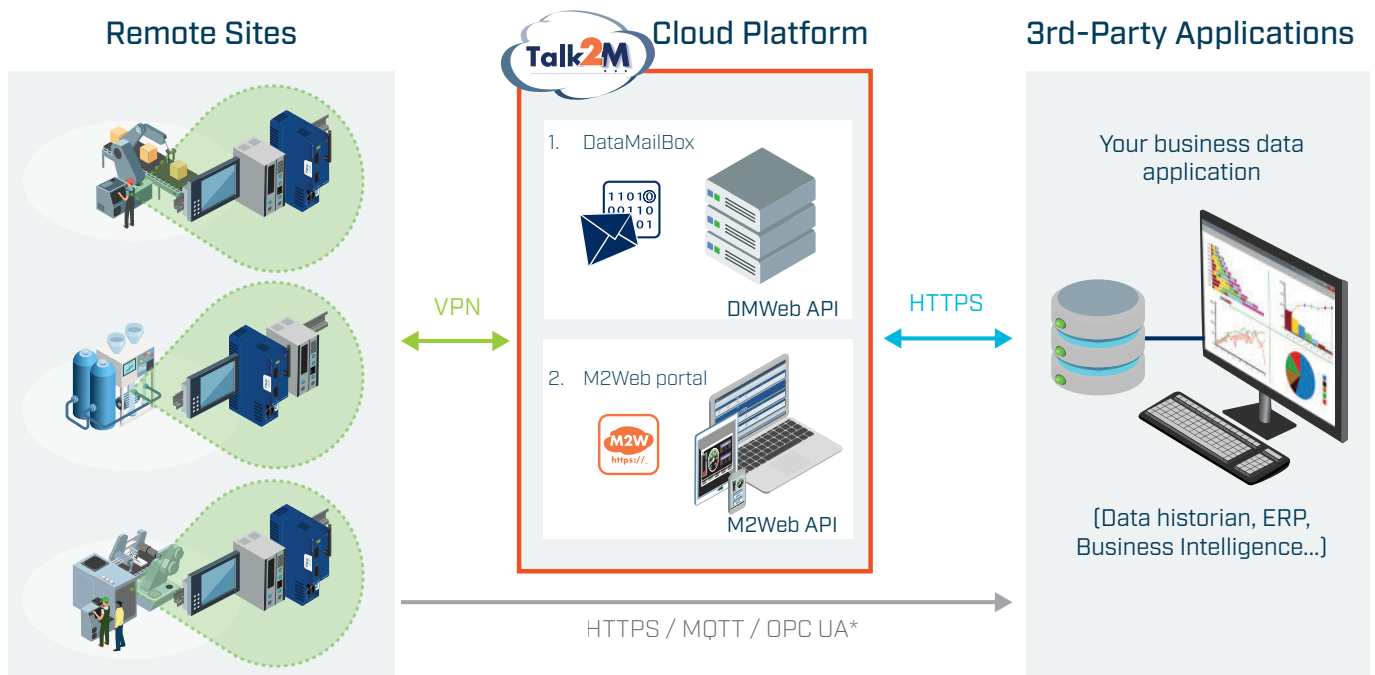 Remote Sites
Talk2M
Cloud Platform
3rd-Party Applications
1. DataMailBox
11010
00110
01
DMWeb API
VPN
HTTPS
2. M2Web portal
M2W
https://_
M2Web API
Your business data
application
(Data historian, ERP,
Business Intelligence...)
HTTPS / MQTT / OPC UA*